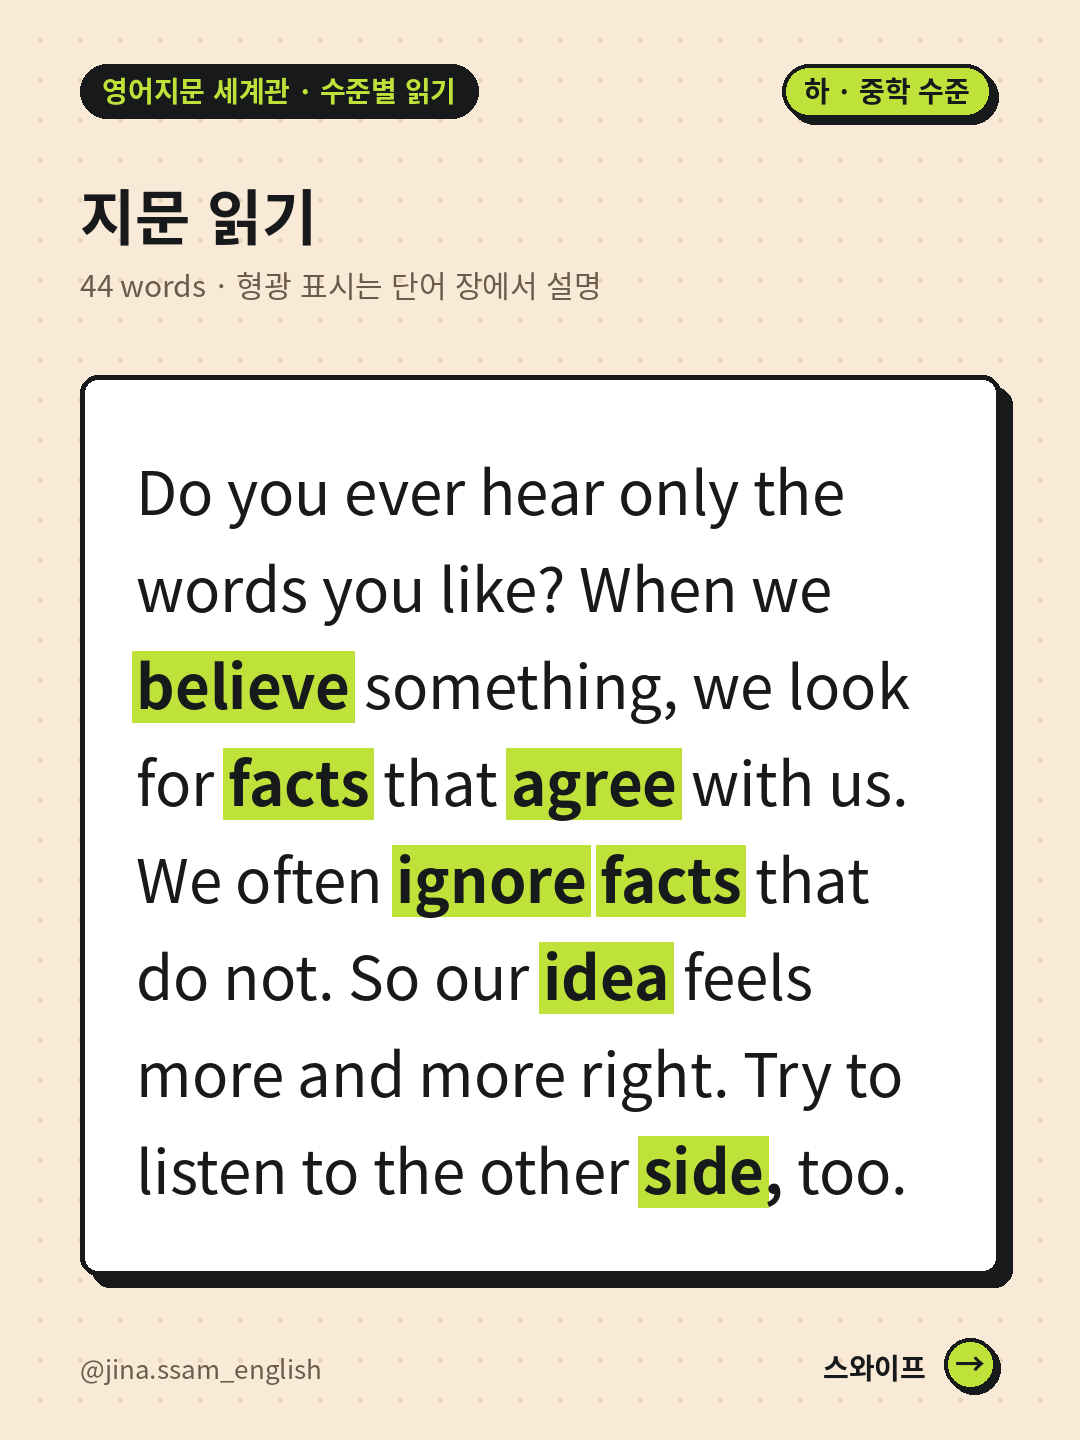 영어지문 세계관 · 수준별 읽기
하 · 중학 수준
지문 읽기
44 words · 형광 표시는 단어 장에서 설명
Do you ever hear only the
words you like? When we
believe something, we look
for facts that agree with us.
We often ignore facts that
do not. So our idea feels
more and more right. Try to
listen to the other side, too.
@jina.ssam_english
스와이프 →